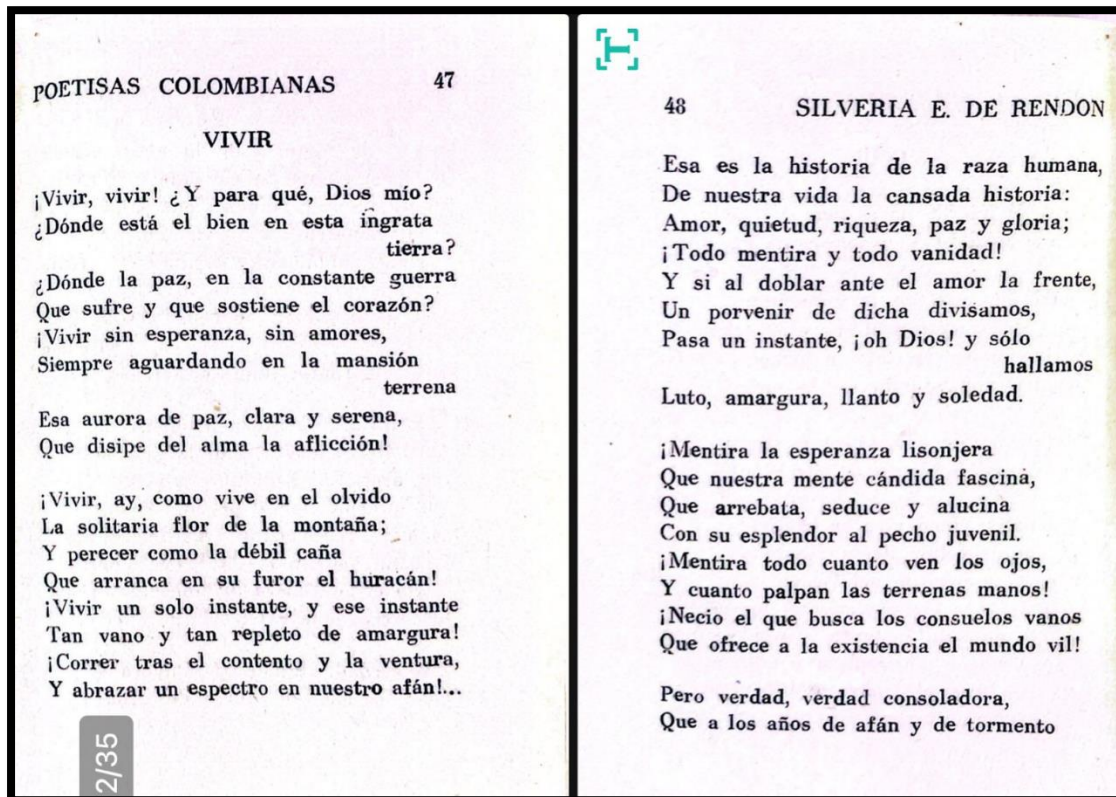 POETISAS COLOMBIANAS 47
VIVIR
¡Vivir, vivir! ¿Y para qué, Dios mío?
¿Dónde está el bien en esta ingrata
tierra?
¿Dónde la paz, en la constante guerra
Que sufre y que sostiene el corazón?
¡Vivir sin esperanza, sin amores,
Siempre aguardando en la mansión
terrena
Esa aurora de paz, clara y serena,
Que disipe del alma la aflicción!
¡Vivir, ay, como vive en el olvido
La solitaria flor de la montaña;
Y perecer como la débil caña
Que arranca en su furor el huracán!
¡Vivir un solo instante, y ese instante
Tan vano y tan repleto de amargura!
¡Correr tras el contento y la ventura,
Y abrazar un espectro en nuestro afán!...
2/35
48 SILVERIA E. DE RENDON
Esa es la historia de la raza humana,
De nuestra vida la cansada historia:
Amor, quietud, riqueza, paz y gloria;
¡Todo mentira y todo vanidad!
Y si al doblar ante el amor la frente,
Un porvenir de dicha divisamos,
Pasa un instante, ¡oh Dios! y sólo
hallamos
Luto, amargura, llanto y soledad.
¡Mentira la esperanza lisonjera
Que nuestra mente cándida fascina,
Que arrebata, seduce y alucina
Con su esplendor al pecho juvenil.
¡Mentira todo cuanto ven los ojos,
Y cuanto palpan las terrenas manos!
¡Necio el que busca los consuelos vanos
Que ofrece a la existencia el mundo vil!
Pero verdad, verdad consoladora,
Que a los años de afán y de tormento